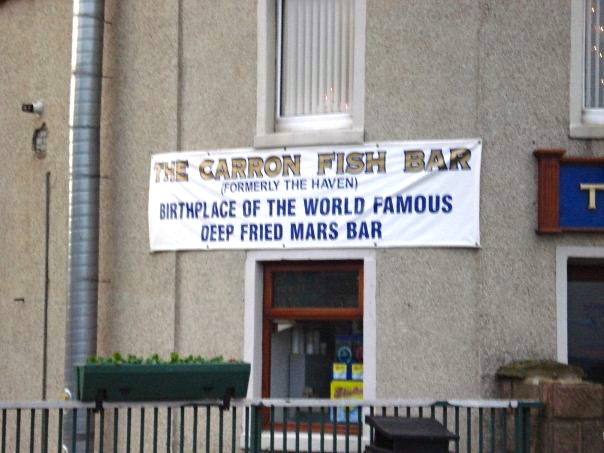 THE CARRON FISH BAR
(FORMERLY THE HAVEN)
BIRTHPLACE OF THE WORLD FAMOUS
DEEP FRIED MARS BAR
T